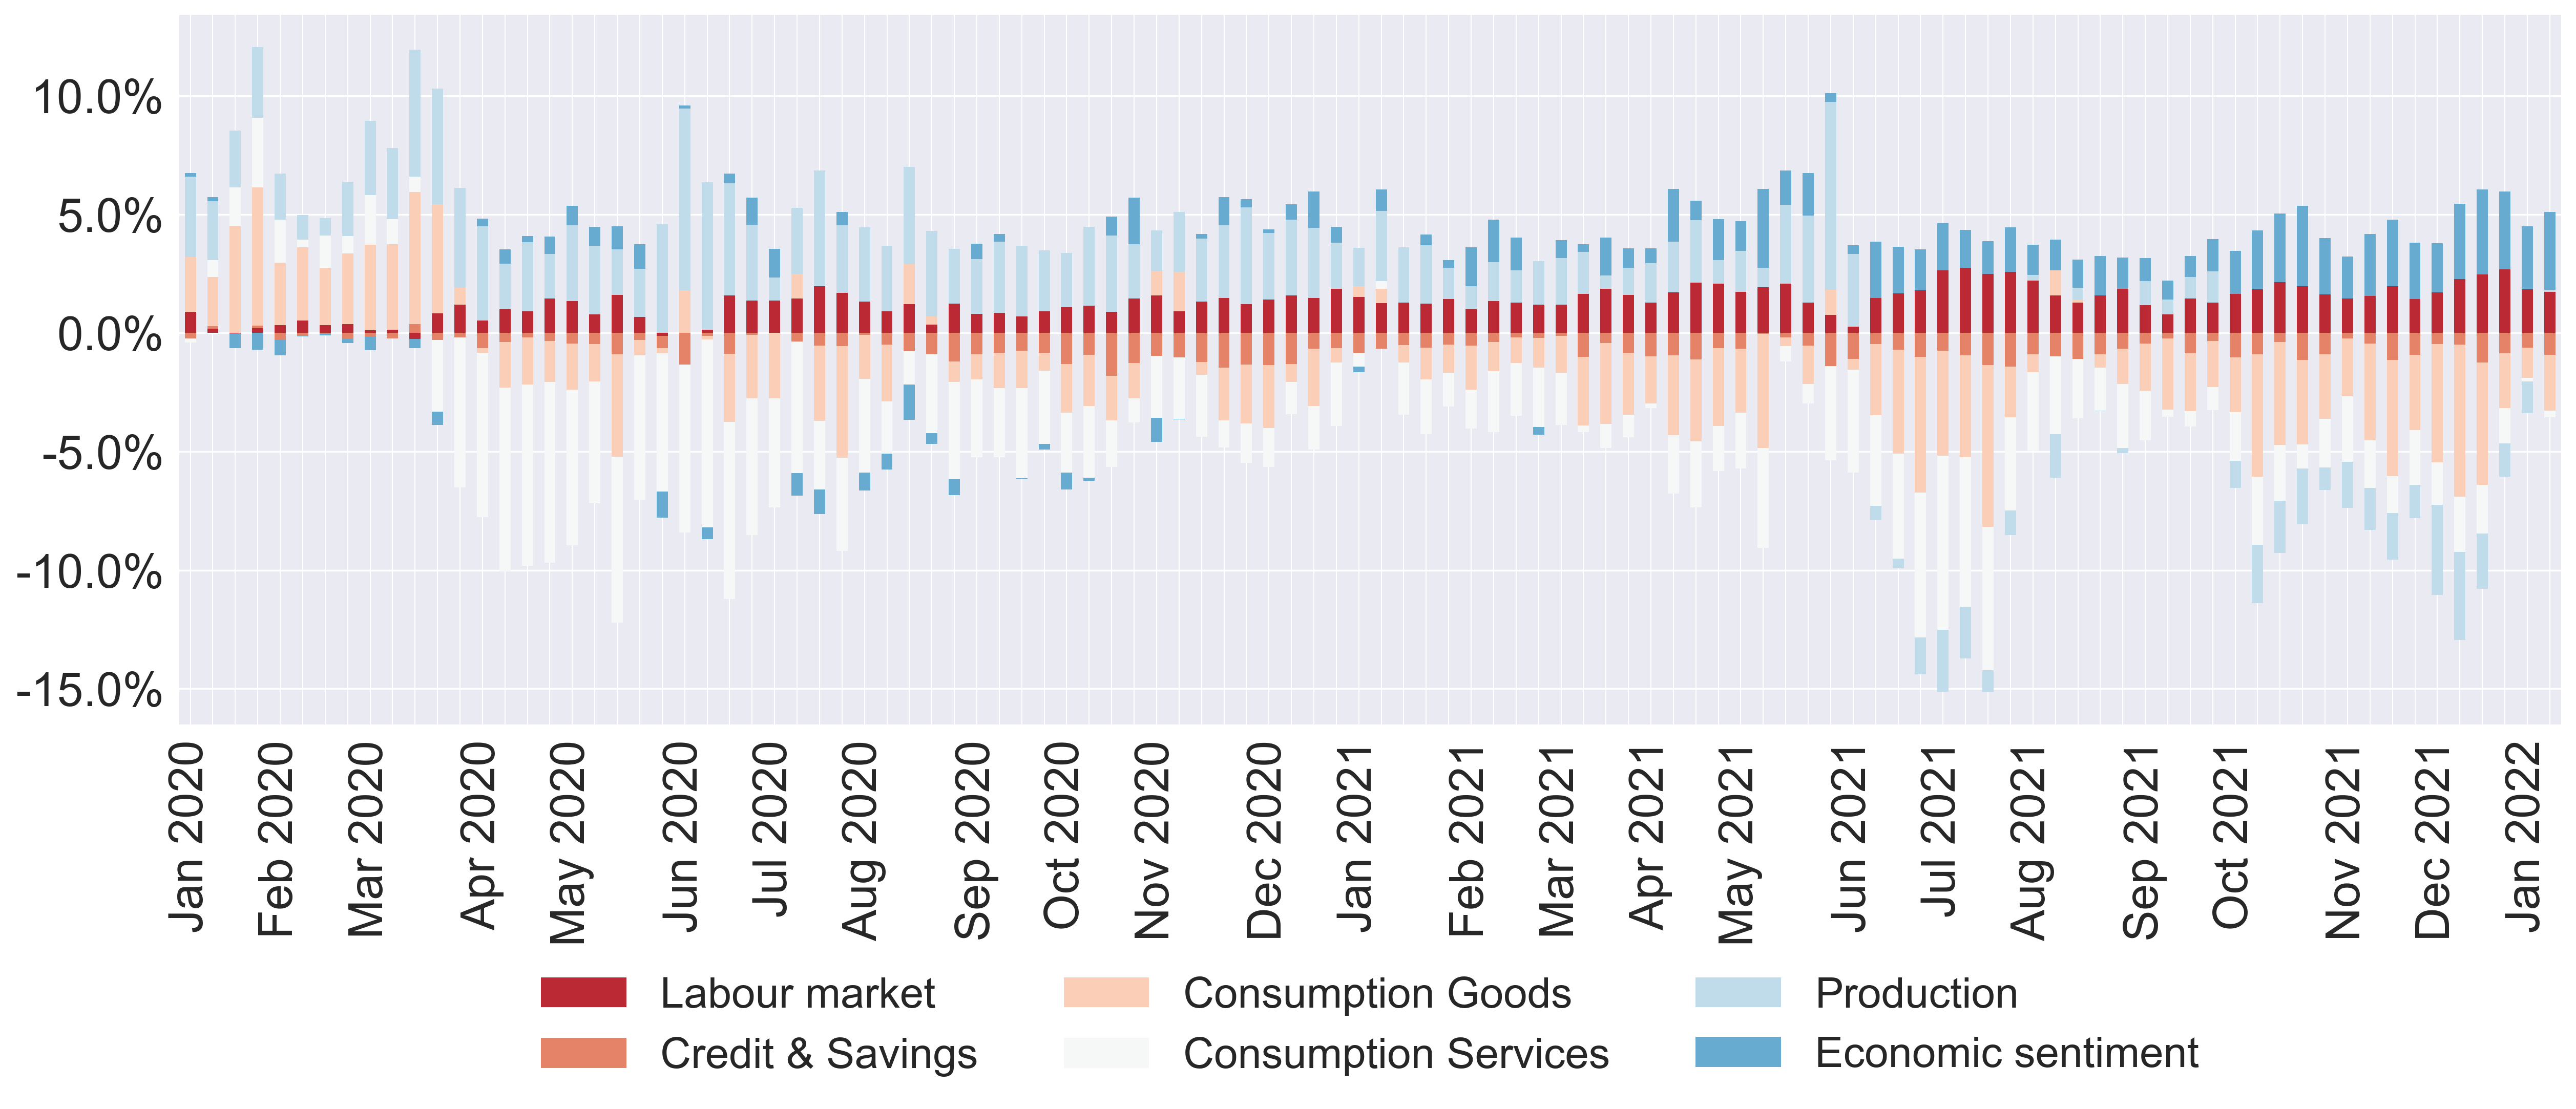 10.0%
5.0%
0.0%
-5.0%
-10.0%
-15.0%
Jan 2020
Feb 2020
Mar 2020
Apr 2020
May 2020
Jun 2020
Jul 2020
Aug 2020
Sep 2020
Oct 2020
Nov 2020
Dec 2020
Jan 2021
Feb 2021
Mar 2021
Apr 2021
May 2021
Jun 2021
Jul 2021
Aug 2021
Sep 2021
Oct 2021
Nov 2021
Dec 2021
Jan 2022
Labour market
Consumption Goods
Production
Credit & Savings
Consumption Services
Economic sentiment